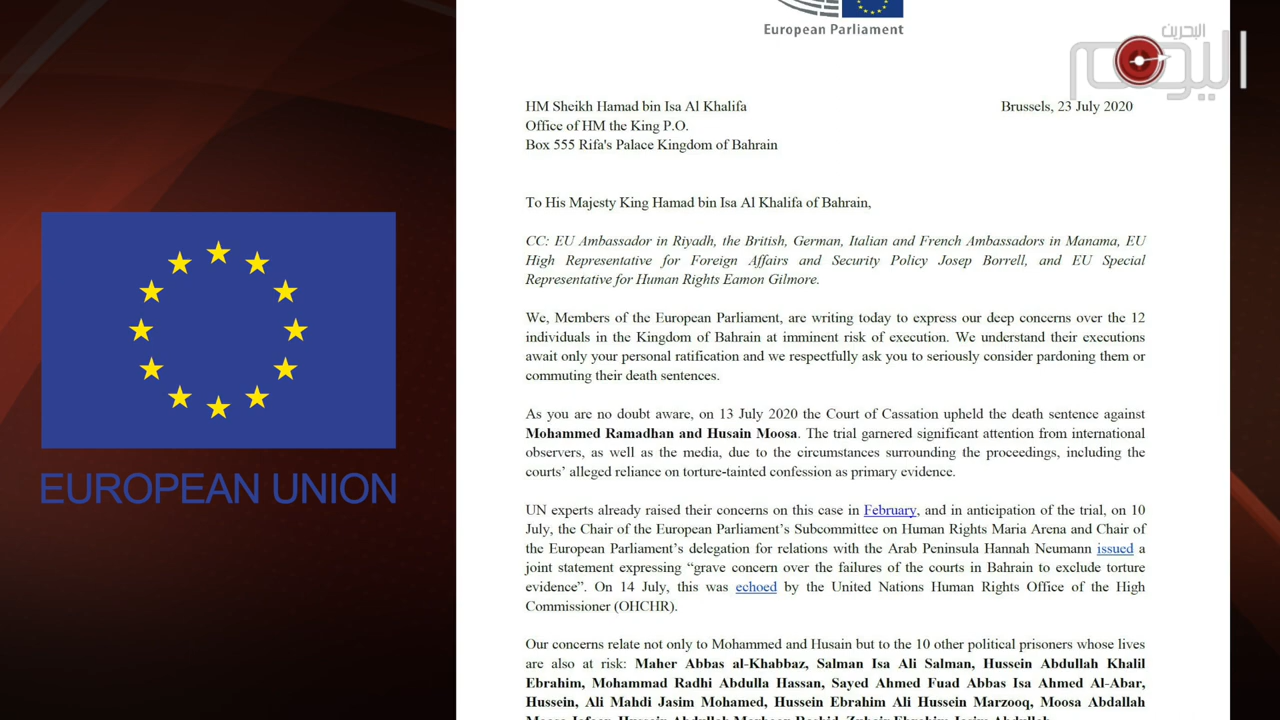 European Parliament
البحرين
اليوم
HM Sheikh Hamad bin Isa Al Khalifa
Brussels, 23 July 2020
Office of HM the King P.O.
Box 555 Rifa's Palace Kingdom of Bahrain
To His Majesty King Hamad bin Isa Al Khalifa of Bahrain,
CC: EU Ambassador in Riyadh, the British, German, Italian and French Ambassadors in Manama, EU
High Representative for Foreign Affairs and Security Policy Josep Borrell, and EU Special
Representative for Human Rights Eamon Gilmore.
We, Members of the European Parliament, are writing today to express our deep concerns over the 12
individuals in the Kingdom of Bahrain at imminent risk of execution. We understand their executions
await only your personal ratification and we respectfully ask you to seriously consider pardoning them or
commuting their death sentences.
As you are no doubt aware, on 13 July 2020 the Court of Cassation upheld the death sentence against
Mohammed Ramadhan and Husain Moosa. The trial garnered significant attention from international
observers, as well as the media, due to the circumstances surrounding the proceedings, including the
courts' alleged reliance on torture-tainted confession as primary evidence.
UN experts already raised their concerns on this case in February, and in anticipation of the trial, on 10
July, the Chair of the European Parliament's Subcommittee on Human Rights Maria Arena and Chair of
the European Parliament's delegation for relations with the Arab Peninsula Hannah Neumann issued a
joint statement expressing “grave concern over the failures of the courts in Bahrain to exclude torture
evidence”. On 14 July, this was echoed by the United Nations Human Rights Office of the High
Commissioner (OHCHR).
Our concerns relate not only to Mohammed and Husain but to the 10 other political prisoners whose lives
are also at risk: Maher Abbas al-Khabbaz, Salman Isa Ali Salman, Hussein Abdullah Khalil
Ebrahim, Mohammad Radhi Abdulla Hassan, Sayed Ahmed Fuad Abbas Isa Ahmed Al-Abar,
Hussein, Ali Mahdi Jasim Mohamed, Hussein Ebrahim Ali Hussein Marzooq, Moosa Abdallah
Moosa Jafaar, Hussein Abdullah Marhoon Rashid, Zuhair Ebrahim Jasim Abdullah
EUROPEAN UNION